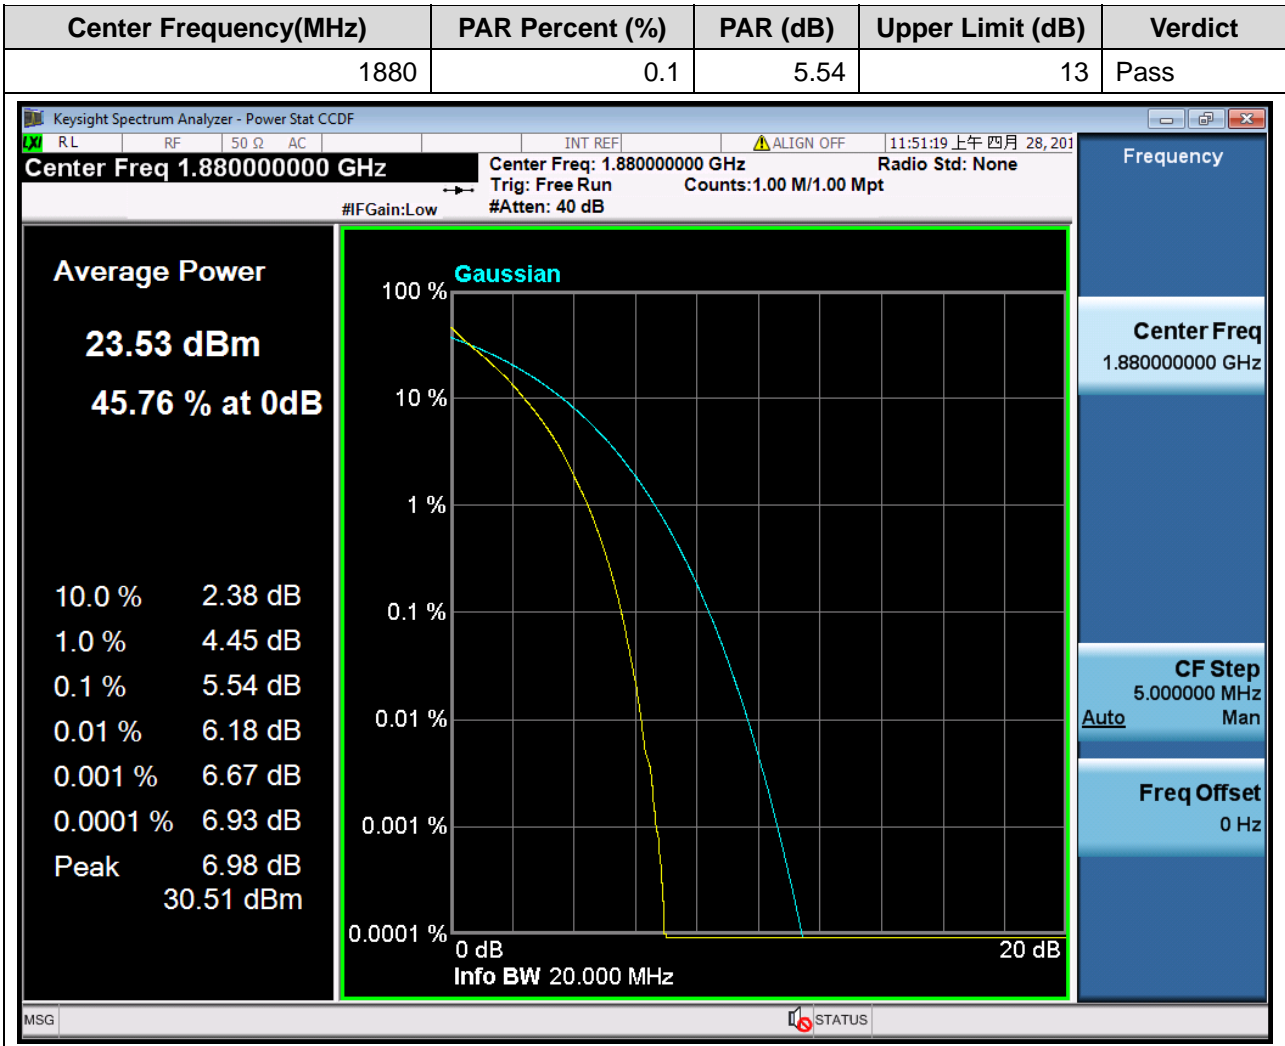 Center Frequency(MHz) PAR Percent (%) PAR (dB) Upper Limit (dB) Verdict
1880 0.1 5.54 13 Pass
Keysight Spectrum Analyzer - Power Stat CCDF
LXI RL RF 50 Ω AC INT REF ALIGN OFF 11:51:19 上午 四月 28, 201
Center Freq 1.880000000 GHz
Center Freq: 1.880000000 GHz Radio Std: None
Trig: Free Run Counts:1.00 M/1.00 Mpt
#IFGain:Low #Atten: 40 dB
Frequency
Average Power
23.53 dBm
45.76 % at 0dB
10.0 % 2.38 dB
1.0 % 4.45 dB
0.1 % 5.54 dB
0.01 % 6.18 dB
0.001 % 6.67 dB
0.0001 % 6.93 dB
Peak 6.98 dB
30.51 dBm
Gaussian
100 %
10 %
1 %
0.1 %
0.01 %
0.001 %
0.0001 %
0 dB 20 dB
Info BW 20.000 MHz
Center Freq
1.880000000 GHz
CF Step
5.000000 MHz
Auto Man
Freq Offset
0 Hz
MSG STATUS